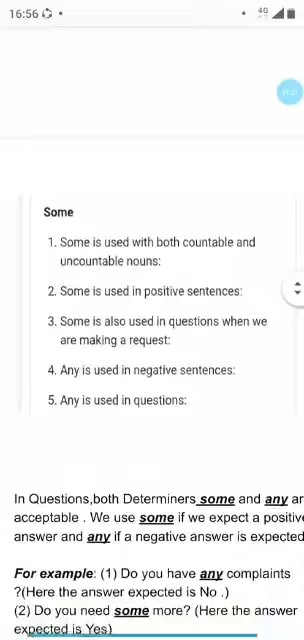 16:56
4G
Some
1. Some is used with both countable and
uncountable nouns:
2. Some is used in positive sentences:
3. Some is also used in questions when we
are making a request:
4. Any is used in negative sentences:
5. Any is used in questions:
In Questions,both Determiners some and any ar
acceptable . We use some if we expect a positive
answer and any if a negative answer is expected
For example: (1) Do you have any complaints
?(Here the answer expected is No .)
(2) Do you need some more? (Here the answer
expected is Yes)